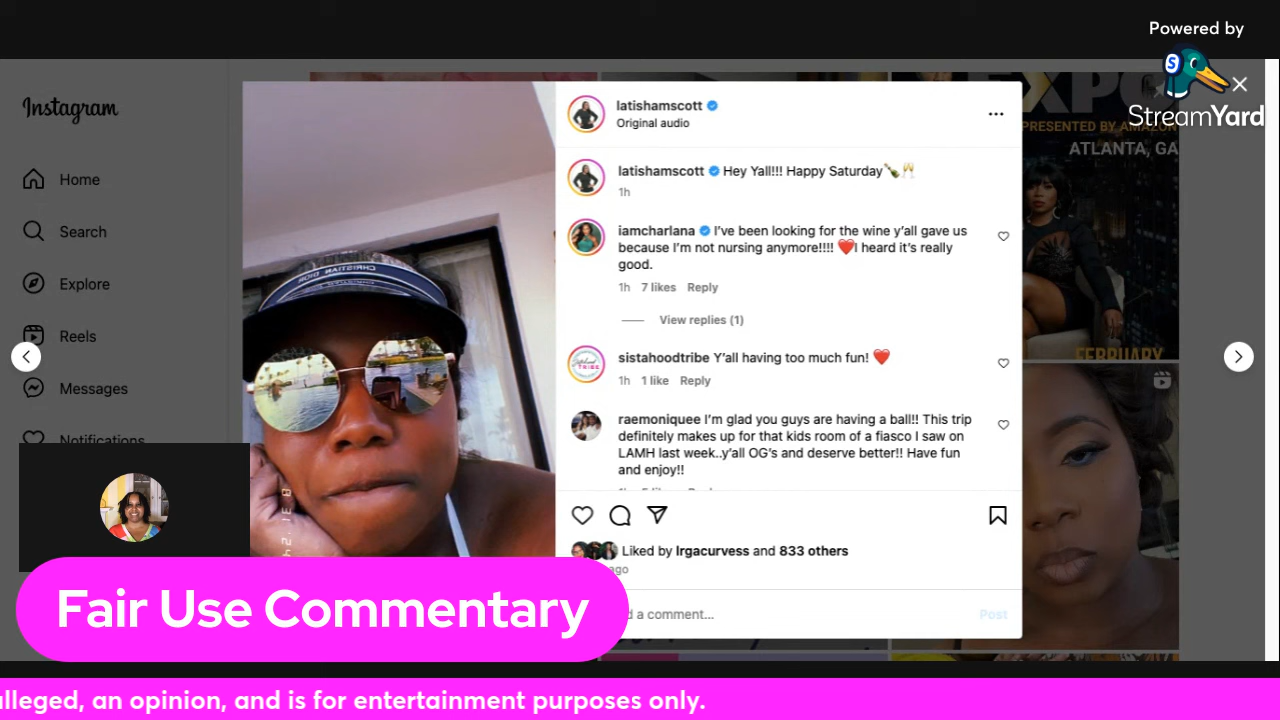 Powered by
StreamYard
Instagram
Home
Search
Explore
Reels
Messages
Notifications
EXPO
PRESENTED BY AMAZON
ATLANTA, GA
FEBRUARY
CHRISTIAN DIOR
latishamscott
Original audio
latishamscott Hey Yall!!! Happy Saturday🍾🥂
1h
iamcharlana I've been looking for the wine y'all gave us
because I'm not nursing anymore!!!! ❤️I heard it's really
good.
1h 7 likes Reply
View replies (1)
sistahoodtribe Y'all having too much fun! ❤️
1h 1 like Reply
raemoniquee I'm glad you guys are having a ball!! This trip
definitely makes up for that kids room of a fiasco I saw on
LAMH last week..y'all OG's and deserve better!! Have fun
and enjoy!!
Liked by lrgacurvess and 833 others
ago
d a comment...
Post
Fair Use Commentary
alleged, an opinion, and is for entertainment purposes only.